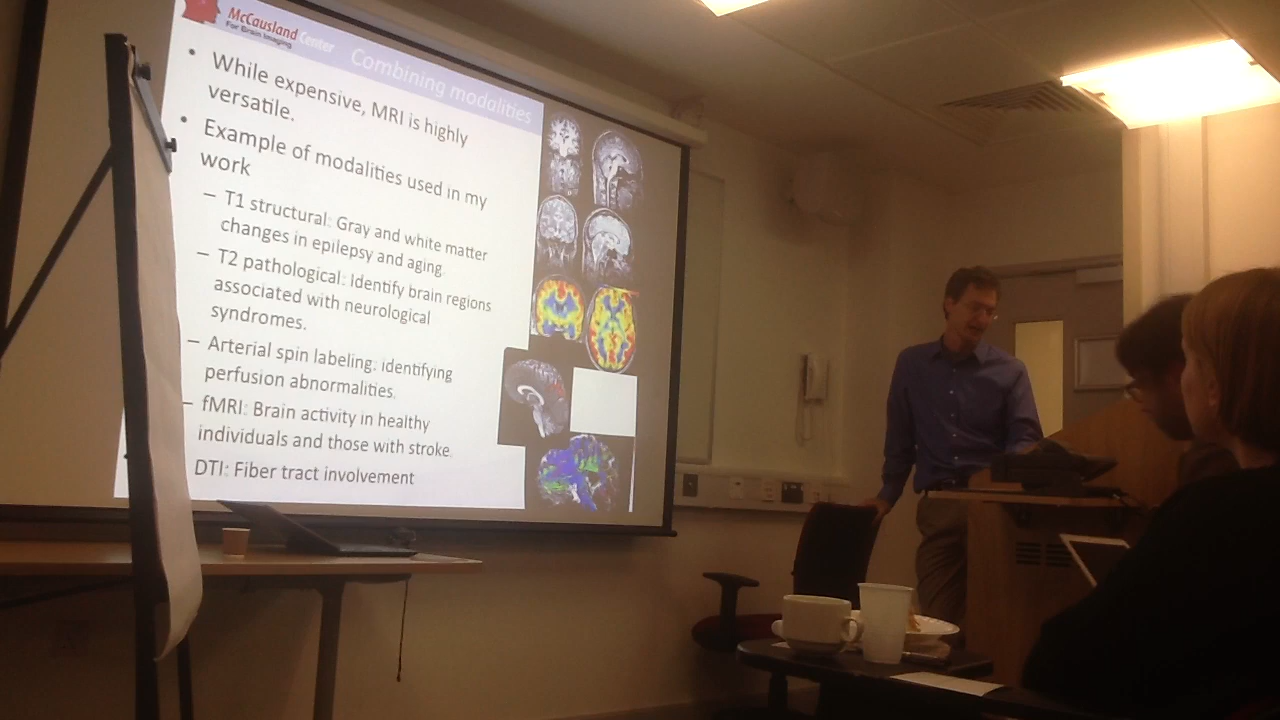 McCausland Center
For Brain Imaging
Combining modalities
• While expensive, MRI is highly
versatile.
• Example of modalities used in my
work
– T1 structural: Gray and white matter
changes in epilepsy and aging.
– T2 pathological: Identify brain regions
associated with neurological
syndromes.
– Arterial spin labeling: identifying
perfusion abnormalities.
– fMRI: Brain activity in healthy
individuals and those with stroke.
DTI: Fiber tract involvement